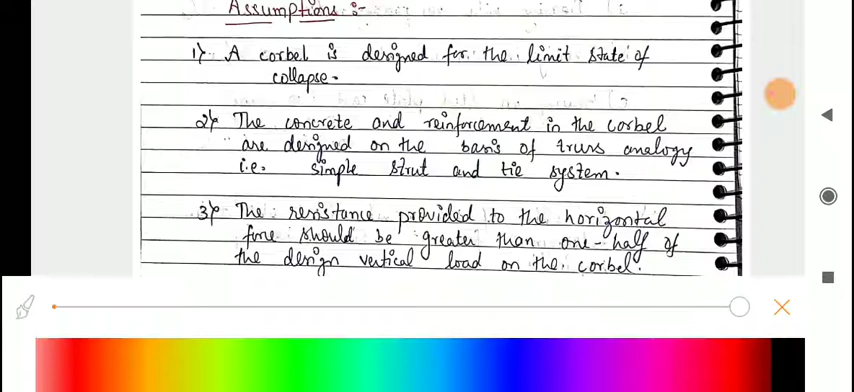 Assumptions :-
1) A corbel is designed for the limit state of
collapse.
2) The concrete and reinforcement in the corbel
are designed on the basis of truss analogy
i.e. simple strut and tie system.
3) The resistance provided to the horizontal
force should be greater than one-half of
the design vertical load on the corbel.